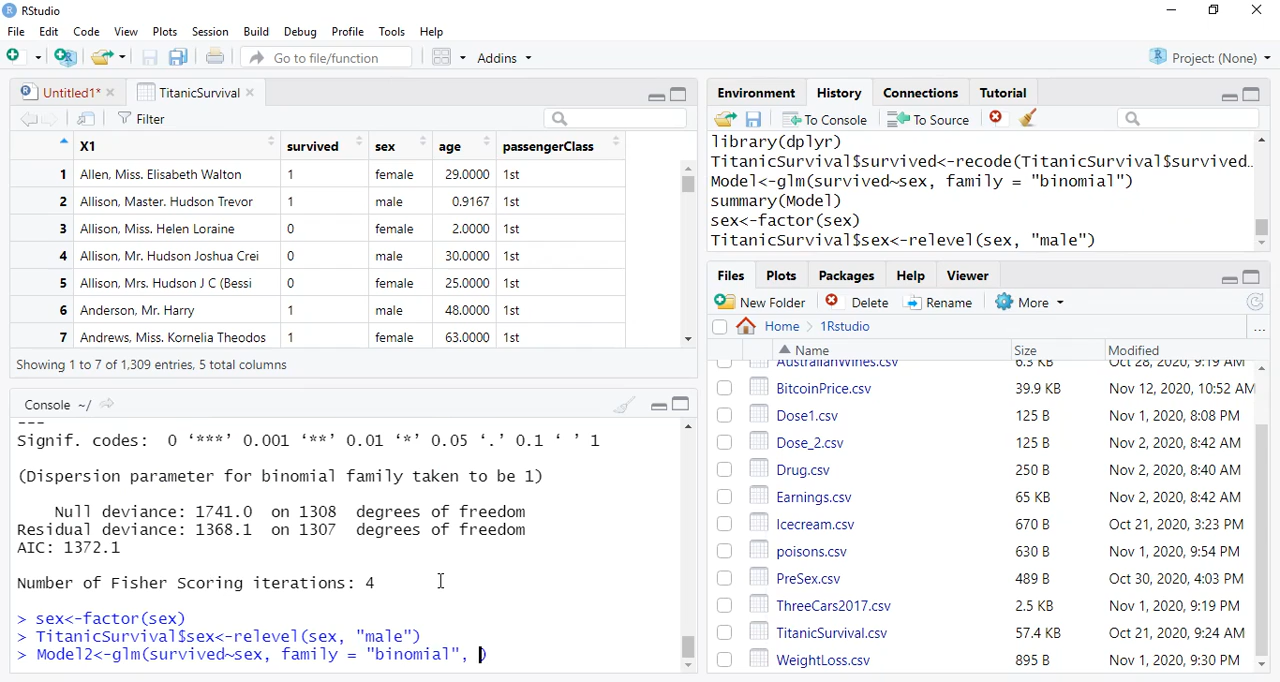 RStudio
File Edit Code View Plots Session Build Debug Profile Tools Help
Go to file/function Addins Project: (None)
Untitled1* TitanicSurvival
Filter
X1 survived sex age passengerClass
1 Allen, Miss. Elisabeth Walton 1 female 29.0000 1st
2 Allison, Master. Hudson Trevor 1 male 0.9167 1st
3 Allison, Miss. Helen Loraine 0 female 2.0000 1st
4 Allison, Mr. Hudson Joshua Crei 0 male 30.0000 1st
5 Allison, Mrs. Hudson J C (Bessi 0 female 25.0000 1st
6 Anderson, Mr. Harry 1 male 48.0000 1st
7 Andrews, Miss. Kornelia Theodos 1 female 63.0000 1st
Showing 1 to 7 of 1,309 entries, 5 total columns
Console ~/
---
Signif. codes:  0 ‘***’ 0.001 ‘**’ 0.01 ‘*’ 0.05 ‘.’ 0.1 ‘ ’ 1
(Dispersion parameter for binomial family taken to be 1)
Null deviance: 1741.0  on 1308  degrees of freedom
Residual deviance: 1368.1  on 1307  degrees of freedom
AIC: 1372.1
Number of Fisher Scoring iterations: 4
> sex<-factor(sex)
> TitanicSurvival$sex<-relevel(sex, "male")
> Model2<-glm(survived~sex, family = "binomial", )
Environment History Connections Tutorial
To Console To Source
library(dplyr)
TitanicSurvival$survived<-recode(TitanicSurvival$survived..
Model<-glm(survived~sex, family = "binomial")
summary(Model)
sex<-factor(sex)
TitanicSurvival$sex<-relevel(sex, "male")
Files Plots Packages Help Viewer
New Folder Delete Rename More
Home 1Rstudio ...
Name Size Modified
AustralianWines.csv 6.3 KB Oct 28, 2020, 9:19 AM
BitcoinPrice.csv 39.9 KB Nov 12, 2020, 10:52 AM
Dose1.csv 125 B Nov 1, 2020, 8:08 PM
Dose_2.csv 125 B Nov 2, 2020, 8:42 AM
Drug.csv 250 B Nov 2, 2020, 8:40 AM
Earnings.csv 65 KB Nov 2, 2020, 8:42 AM
Icecream.csv 670 B Oct 21, 2020, 3:23 PM
poisons.csv 630 B Nov 1, 2020, 9:54 PM
PreSex.csv 489 B Oct 30, 2020, 4:03 PM
ThreeCars2017.csv 2.5 KB Nov 1, 2020, 9:19 PM
TitanicSurvival.csv 57.4 KB Oct 21, 2020, 9:24 AM
WeightLoss.csv 895 B Nov 1, 2020, 9:30 PM